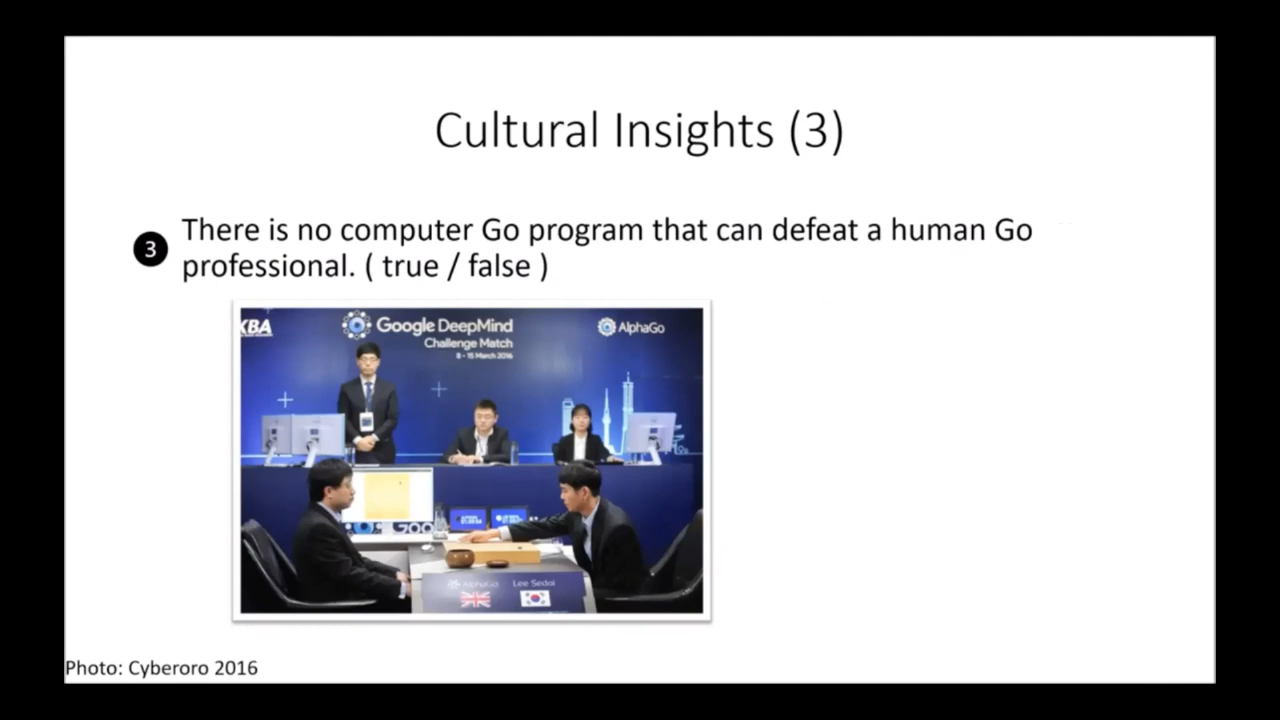 Cultural Insights (3)
3
There is no computer Go program that can defeat a human Go
professional. ( true / false )
KBA
Google DeepMind
AlphaGo
Challenge Match
8 - 15 March 2016
AlphaGo
Lee Sedol
Photo: Cyberoro 2016